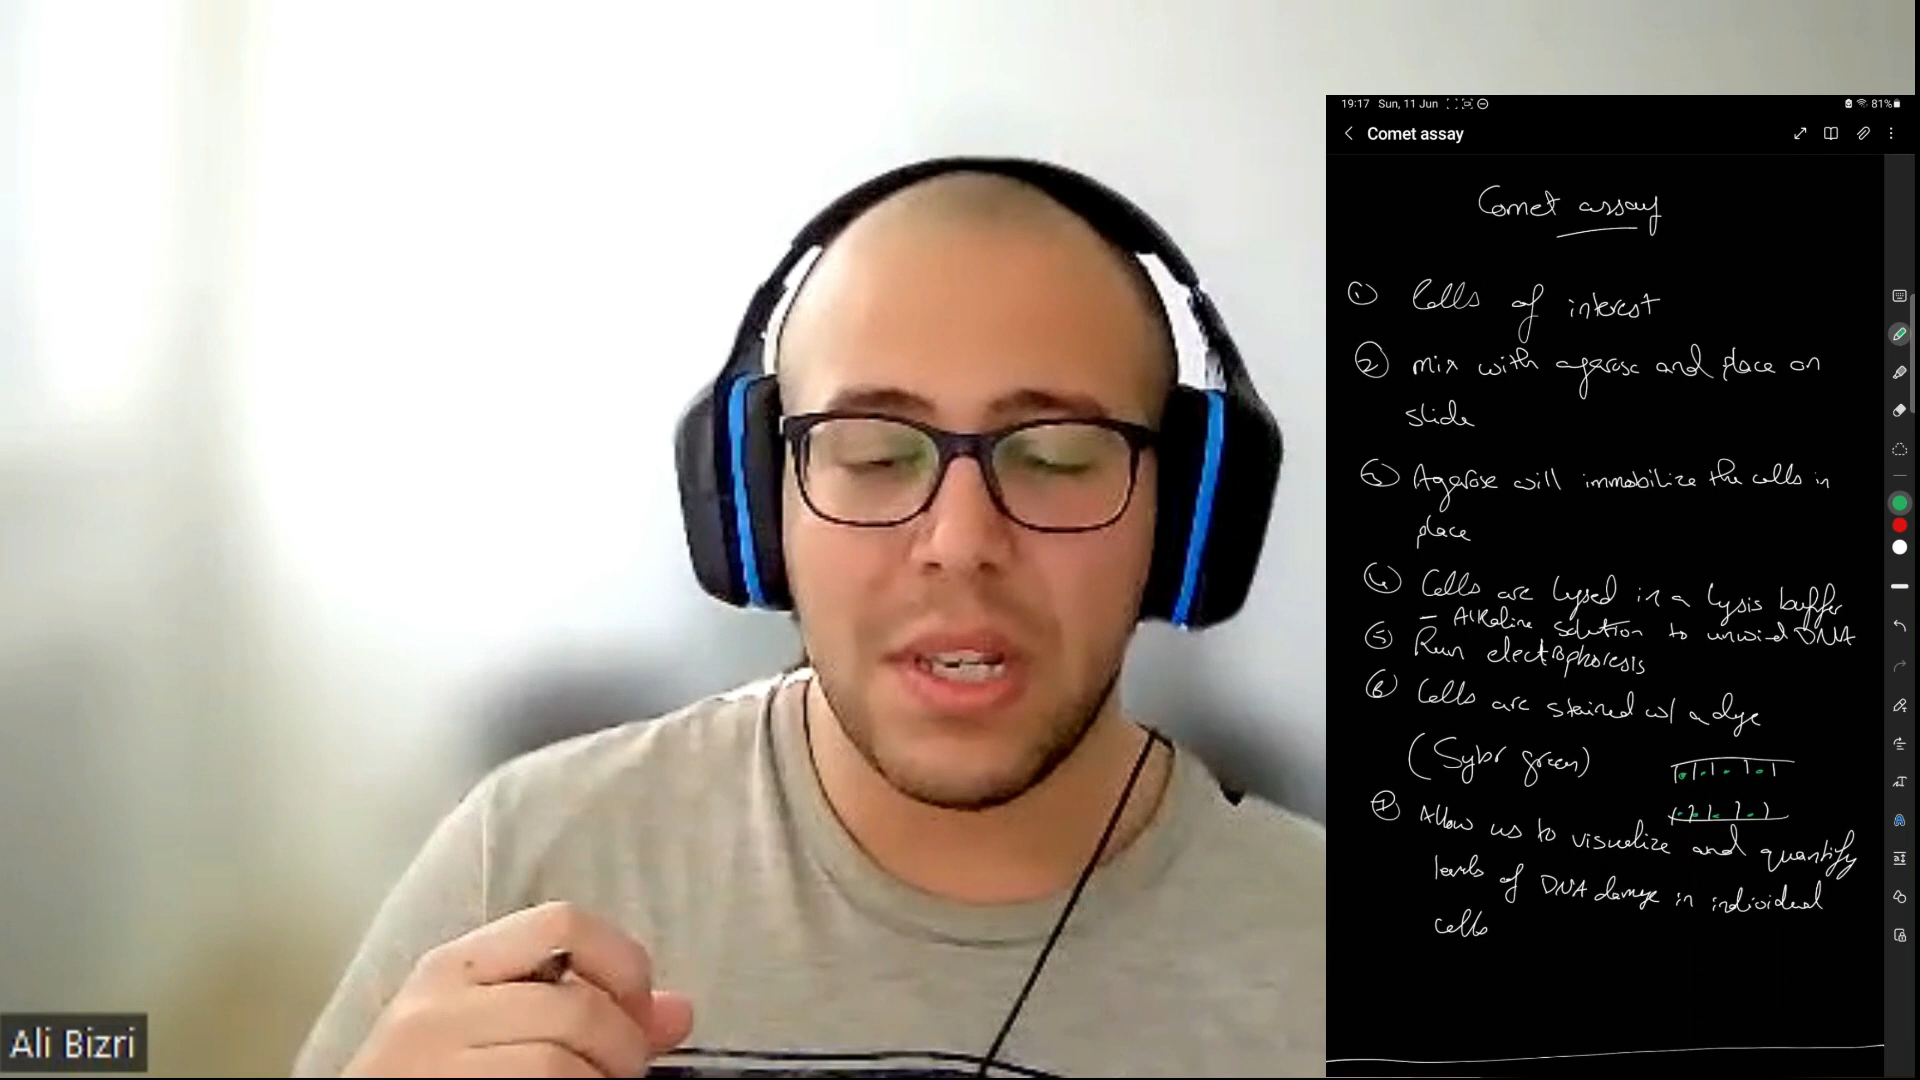 19:17 Sun, 11 Jun
81%
Comet assay
Comet assay
① Cells of interest
② mix with agarose and place on
slide
③ Agarose will immobilize the cells in
place
④ Cells are lysed in a lysis buffer
- Alkaline solution to unwind DNA
⑤ Run electrophoresis
⑥ Cells are stained w/ a dye
(Sybr green)
⑦ Allow us to visualize and quantify
levels of DNA damage in individual
cells
Ali Bizri